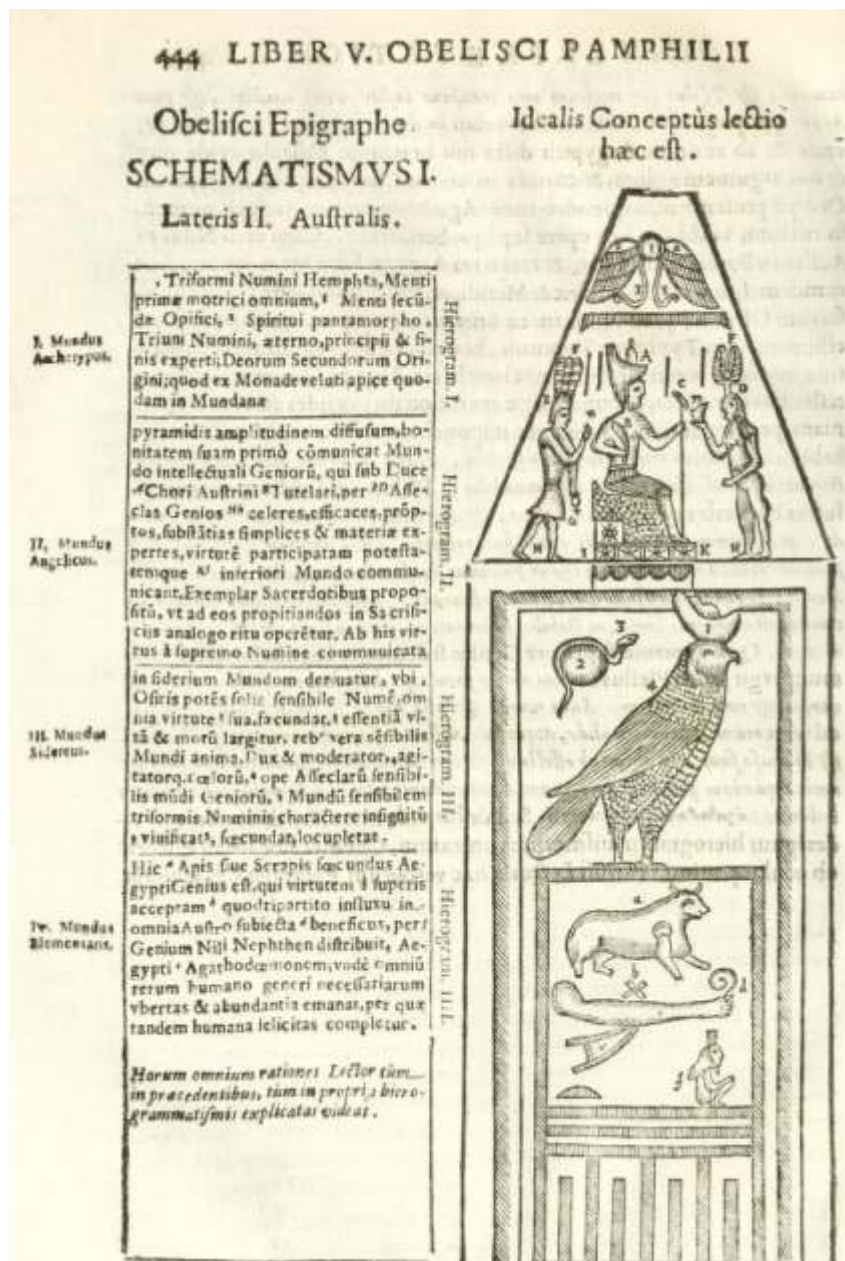 444 LIBER V. OBELISCI PAMPHILII
Obeliſci Epigraphe
SCHEMATISMVS I.
Lateris II. Auſtralis.
Idealis Conceptùs lectio
hæc eſt.
I. Mundus
Archetypus.
Triformi Numini Hemphta, Menti
primæ motrici omnium, Menti ſecũ-
dæ Opifici, Spiritui pantamorpho,
Triuni Numini, æterno, principij & fi-
nis experti; Deorum Secundorum Ori-
gini; quod ex Monade veluti apice quo-
dam in Mundanæ
Hierogram. I.
II. Mundus
Angelicus.
pyramidis amplitudinem diffuſum, bo-
nitatem ſuam primò cõmunicat Mun-
do intellectuali Geniorũ, qui ſub Duce
Chori Auſtrini Tutelari, per Aſſe-
clas Genios celeres, efficaces, prõp-
tos, ſubſtãtias ſimplices & materiæ ex-
pertes, virtutẽ participatam poteſta-
temque inferiori Mundo commu-
nicant. Exemplar Sacerdotibus propo-
ſitũ, vt ad eos propitiandos in Sacrifi-
ciis analogo ritu operẽtur. Ab his vir-
tus à ſupremo Numine communicata
Hierogram. II.
III. Mundus
Sidereus.
in ſiderium Mundum deriuatur, vbi
Oſiris potẽs ſolis ſenſibile Numẽ, om
nia virtute ſua, fæcundat, eſſentiã vi-
tã & motũ largitur, vera sẽſibilis
Mundi anima, Dux & moderator, agi-
tatorq. cœlorũ, ope Aſſeclarũ ſenſibi-
lis mũdi Geniorũ, Mundũ ſenſibilem
triformis Numinis charactere inſignitũ
viuificat, fœcundat, locupletat.
Hierogram. III.
IV. Mundus
Elementaris.
Hic Apis ſiue Serapis fœcundus Ae-
gypti Genius eſt, qui virtutem à ſuperis
acceptam quadripartito influxu in
omnia Auſtro ſubiecta beneficus, per
Genium Nili Nephthen diſtribuit, Ae-
gypti Agathodæmonem, vndè omniũ
rerum humano generi neceſſariarum
vbertas & abundantia emanat, per quæ
tandem humana felicitas completur.
Hierogram. IIII.
Horum omnium rationes Lector tùm
in præcedentibus, tùm in proprijs hiero-
grammatiſmis explicatas videat.